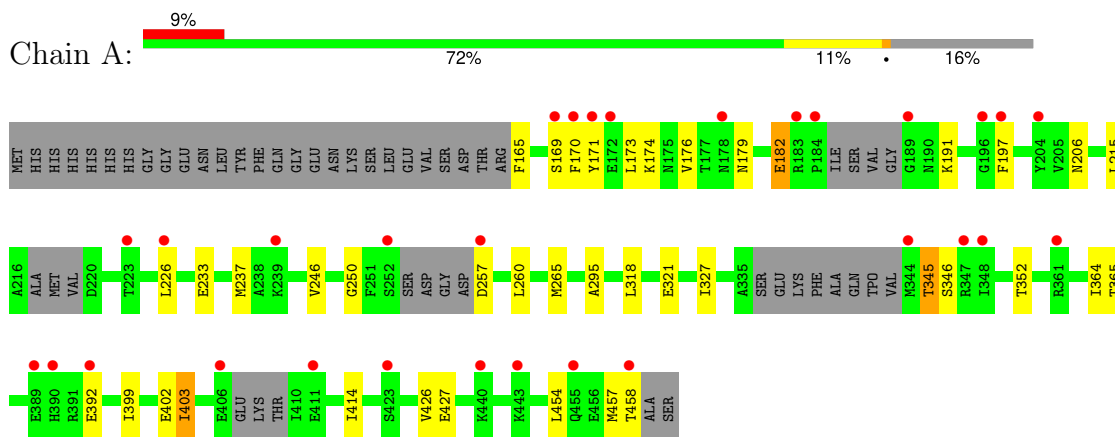 9%
Chain A:
72% 11% • 16%
MET HIS HIS HIS HIS HIS HIS GLY GLY GLU ASN LEU TYR PHE GLN GLY GLU ASN LYS SER LEU GLU VAL SER ASP THR ARG F165 S169 F170 Y171 E172 L173 K174 N175 V176 T177 N178 N179 E182 R183 P184 ILE SER VAL GLY G189 N190 K191 G196 F197 Y204 V205 N206 L215
A216 ALA MET VAL D220 T223 L226 E233 M237 A238 K239 V246 G250 F251 S252 SER ASP GLY ASP D257 L260 M265 A295 L318 E321 I327 A335 SER GLU LYS PHE ALA GLN TPO VAL M344 T345 S346 R347 I348 T352 R361 I364 T365
E389 H390 R391 E392 I399 E402 I403 E406 GLU LYS THR I410 E411 I414 S423 V426 E427 K440 K443 L454 Q455 E456 M457 T458 ALA SER